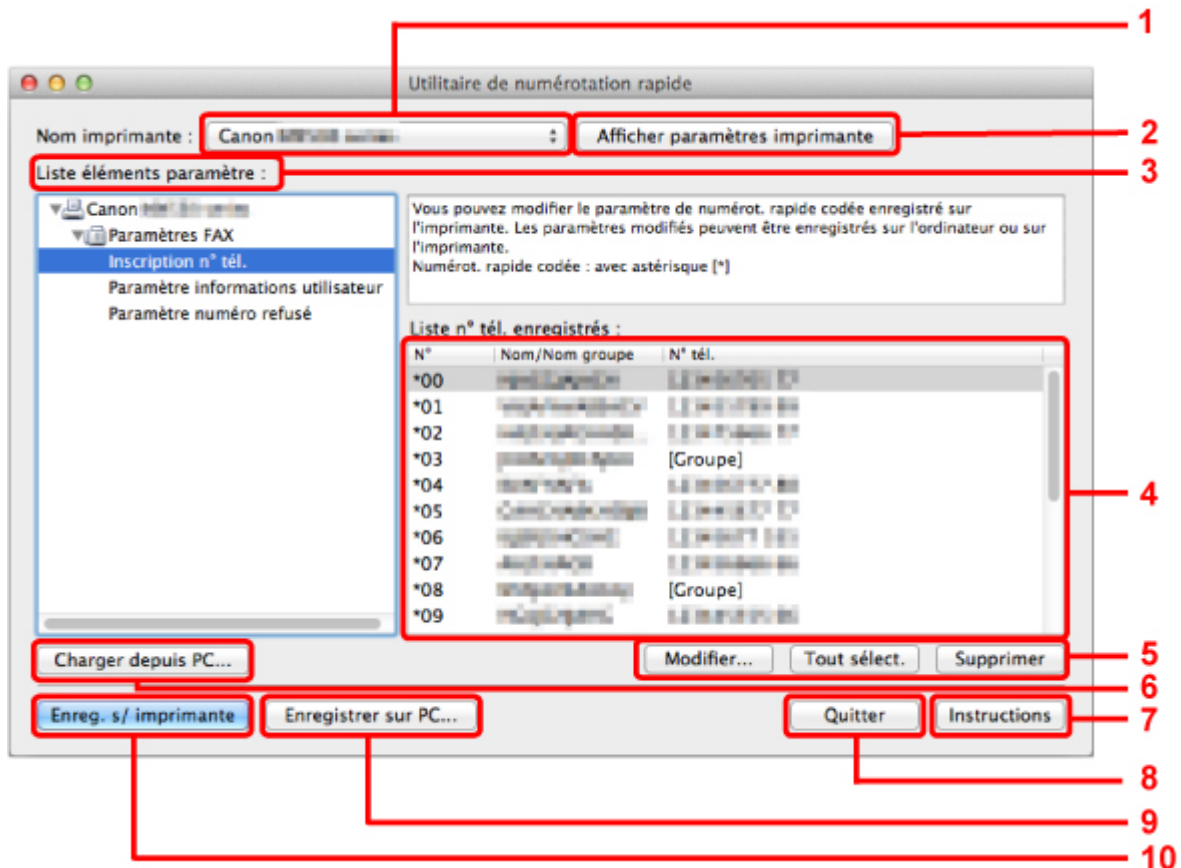 1
Utilitaire de numérotation rapide
Nom imprimante : Canon
Afficher paramètres imprimante 2
Liste éléments paramètre : 3
Canon
Paramètres FAX
Inscription n° tél.
Paramètre informations utilisateur
Paramètre numéro refusé
Vous pouvez modifier le paramètre de numérot. rapide codée enregistré sur
l'imprimante. Les paramètres modifiés peuvent être enregistrés sur l'ordinateur ou sur
l'imprimante.
Numérot. rapide codée : avec astérisque [*]
Liste n° tél. enregistrés :
N° Nom/Nom groupe N° tél.
*00
*01
*02
*03 [Groupe]
*04
*05
*06
*07
*08 [Groupe]
*09
4
Charger depuis PC... Modifier... Tout sélect. Supprimer 5
6
Enreg. s/ imprimante Enregistrer sur PC... Quitter Instructions 7
8
9
10